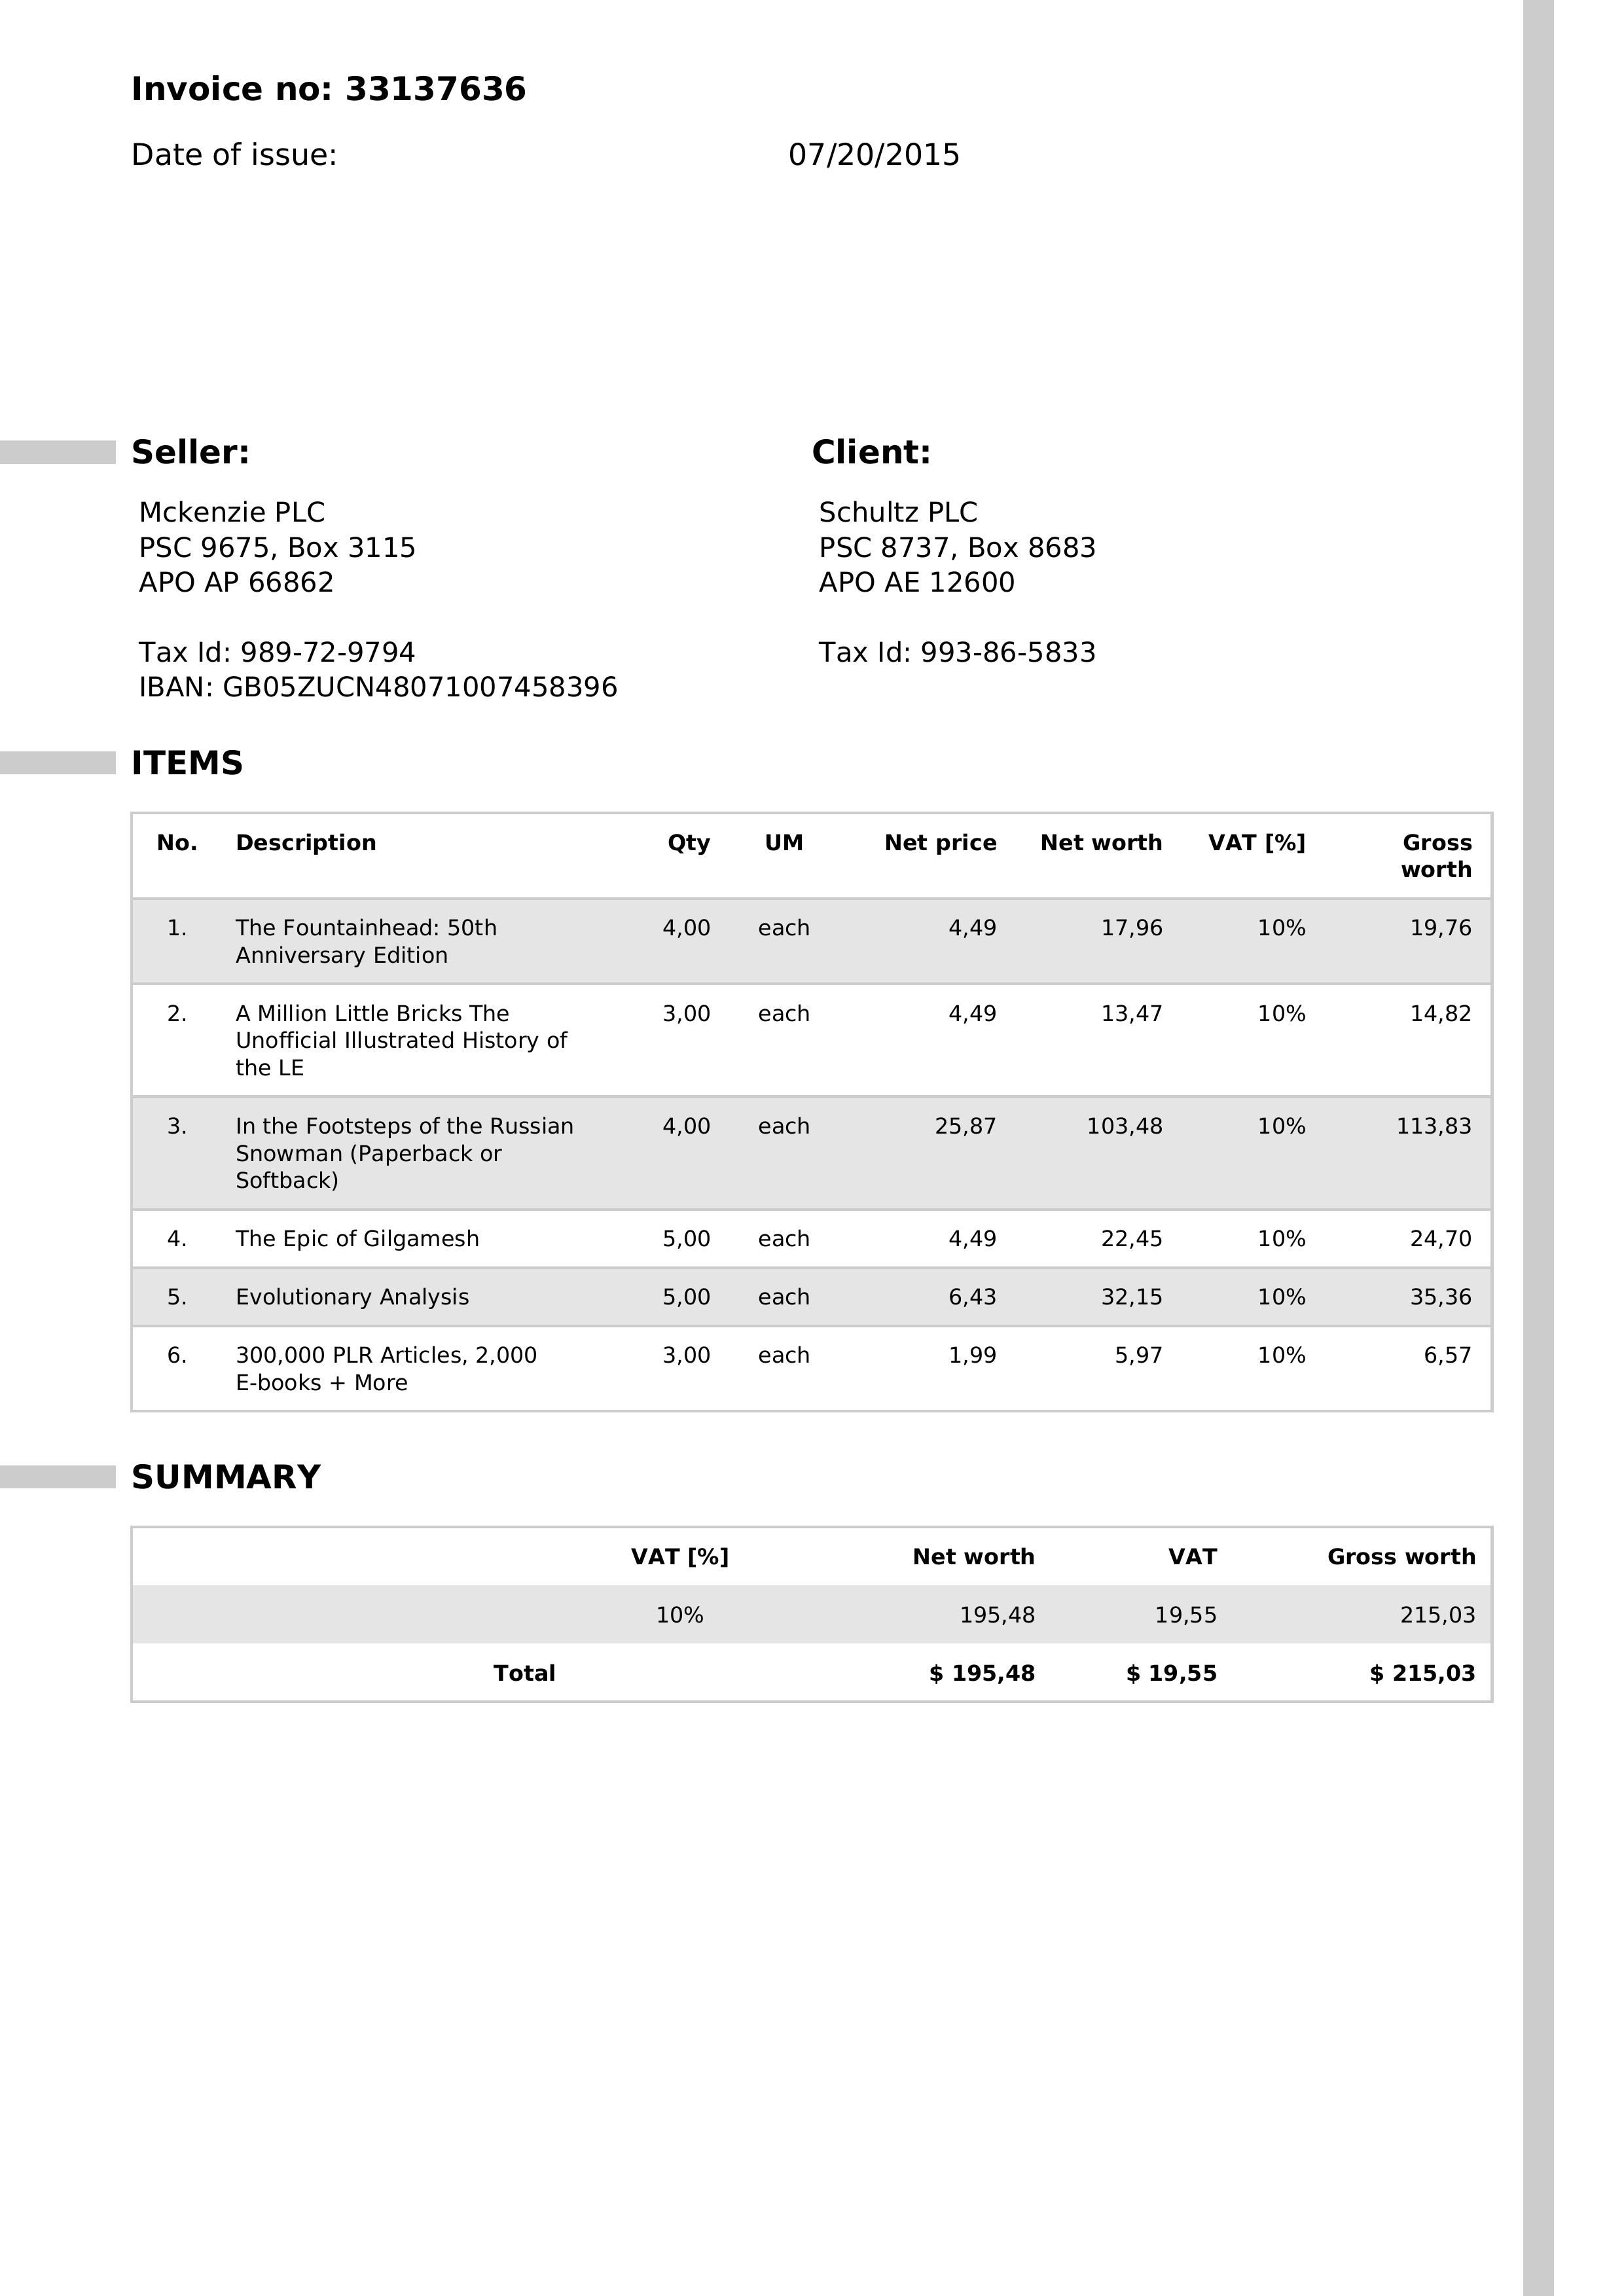 Invoice no: 33137636
Date of issue: 07/20/2015
Seller: Client:
Mckenzie PLC Schultz PLC
PSC 9675, Box 3115 PSC 8737, Box 8683
APO AP 66862 APO AE 12600
Tax Id: 989-72-9794 Tax Id: 993-86-5833
IBAN: GB05ZUCN48071007458396
ITEMS
No. Description Qty UM Net price Net worth VAT [%] Gross
worth
1. The Fountainhead: 50th 4,00 each 4,49 17,96 10% 19,76
Anniversary Edition
2. A Million Little Bricks The 3,00 each 4,49 13,47 10% 14,82
Unofficial Illustrated History of
the LE
3. In the Footsteps of the Russian 4,00 each 25,87 103,48 10% 113,83
Snowman (Paperback or
Softback)
4. The Epic of Gilgamesh 5,00 each 4,49 22,45 10% 24,70
5. Evolutionary Analysis 5,00 each 6,43 32,15 10% 35,36
6. 300,000 PLR Articles, 2,000 3,00 each 1,99 5,97 10% 6,57
E-books + More
SUMMARY
VAT [%] Net worth VAT Gross worth
10% 195,48 19,55 215,03
Total $ 195,48 $ 19,55 $ 215,03